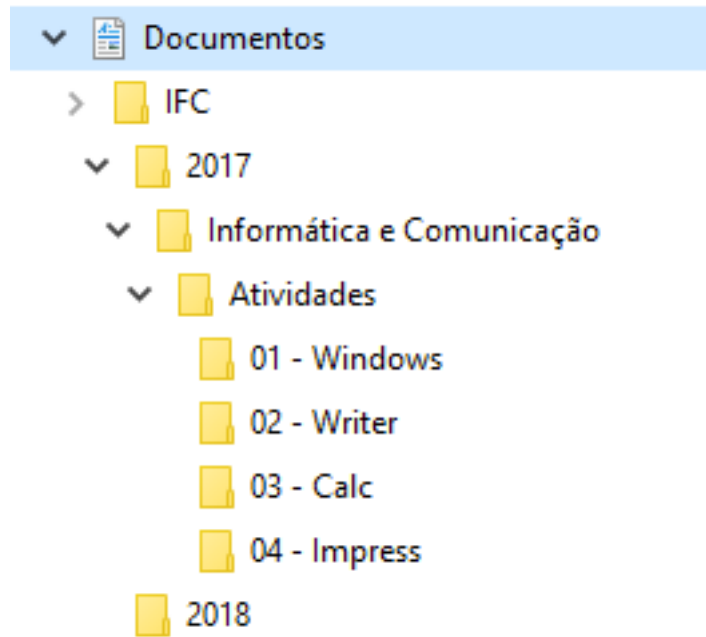 Documentos
IFC
2017
Informática e Comunicação
Atividades
01 - Windows
02 - Writer
03 - Calc
04 - Impress
2018